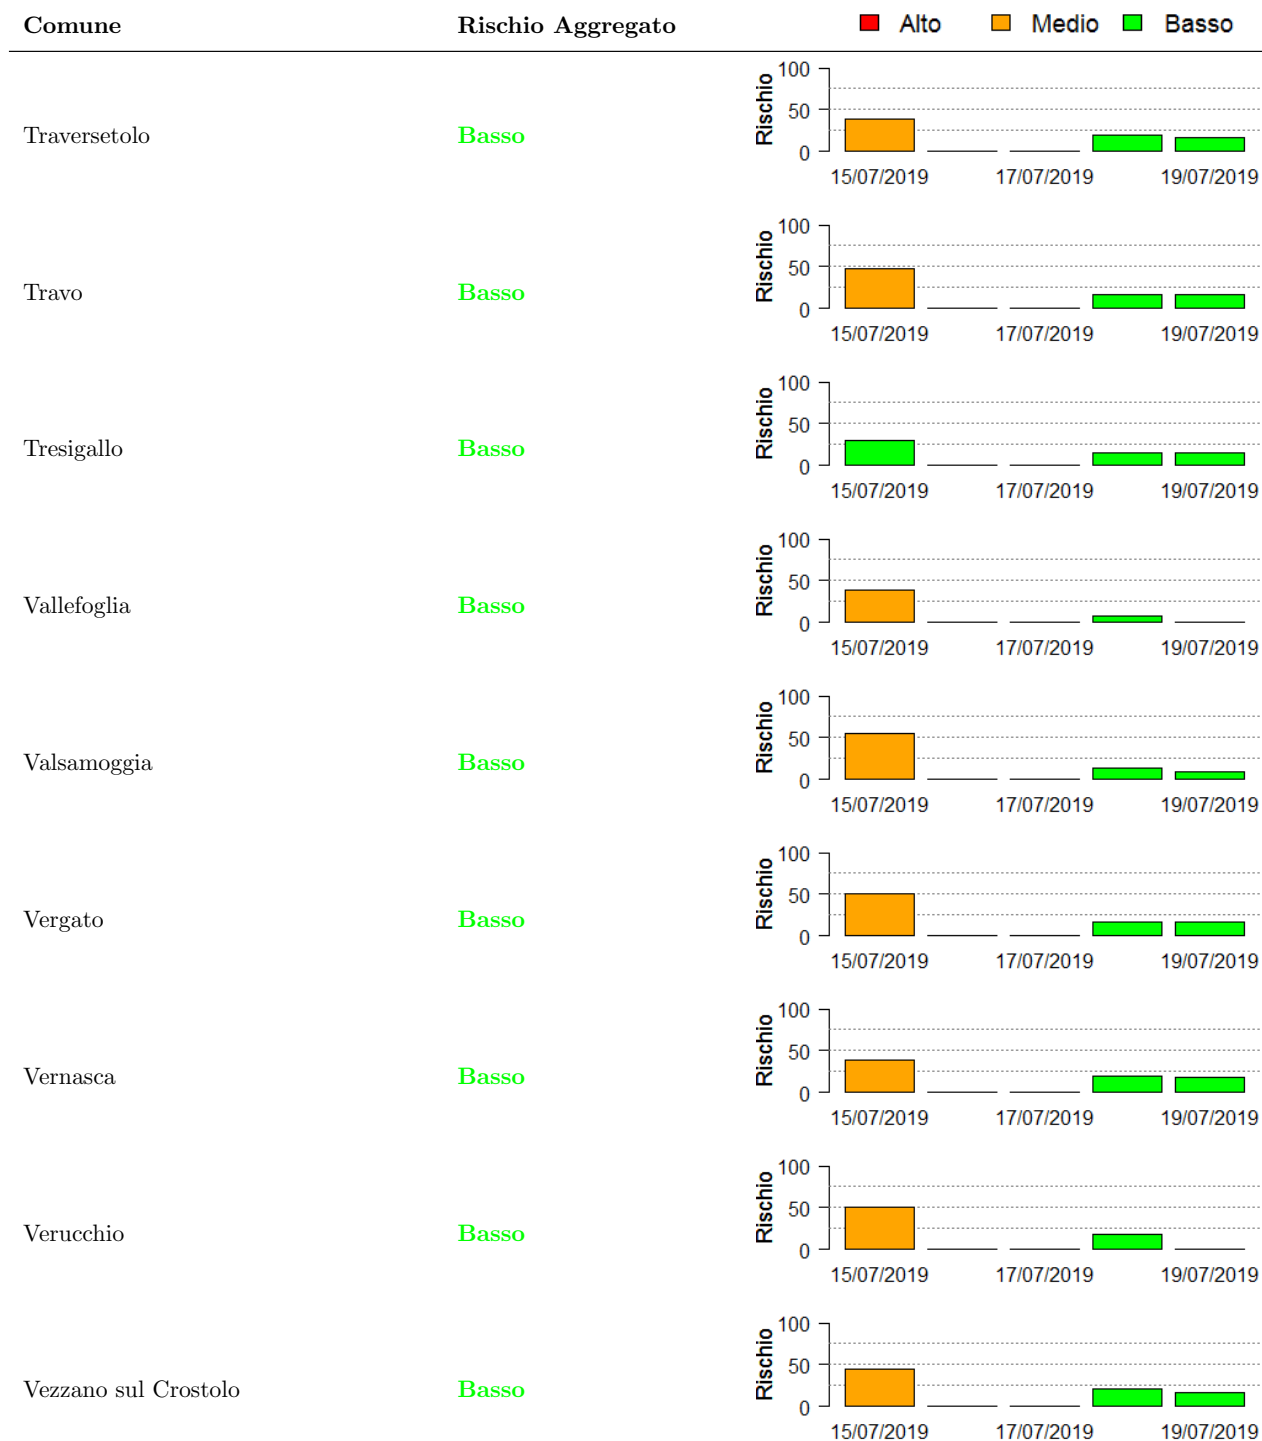 Comune Rischio Aggregato Alto Medio Basso
Traversetolo Basso
Rischio
100
50
0
15/07/2019 17/07/2019 19/07/2019
Travo Basso
Rischio
100
50
0
15/07/2019 17/07/2019 19/07/2019
Tresigallo Basso
Rischio
100
50
0
15/07/2019 17/07/2019 19/07/2019
Vallefoglia Basso
Rischio
100
50
0
15/07/2019 17/07/2019 19/07/2019
Valsamoggia Basso
Rischio
100
50
0
15/07/2019 17/07/2019 19/07/2019
Vergato Basso
Rischio
100
50
0
15/07/2019 17/07/2019 19/07/2019
Vernasca Basso
Rischio
100
50
0
15/07/2019 17/07/2019 19/07/2019
Verucchio Basso
Rischio
100
50
0
15/07/2019 17/07/2019 19/07/2019
Vezzano sul Crostolo Basso
Rischio
100
50
0
15/07/2019 17/07/2019 19/07/2019